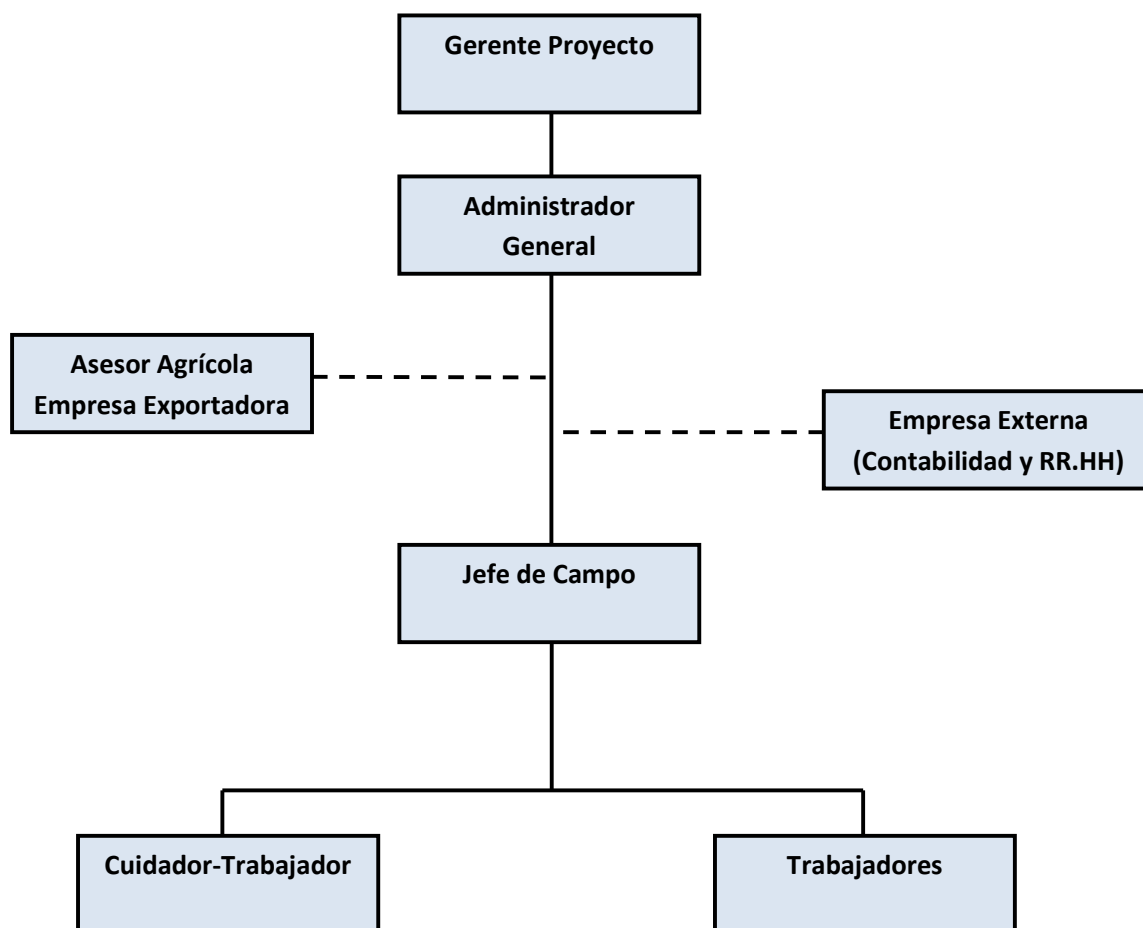 Gerente Proyecto
Administrador
General
Asesor Agrícola
Empresa Exportadora
Empresa Externa
(Contabilidad y RR.HH)
Jefe de Campo
Cuidador-Trabajador
Trabajadores